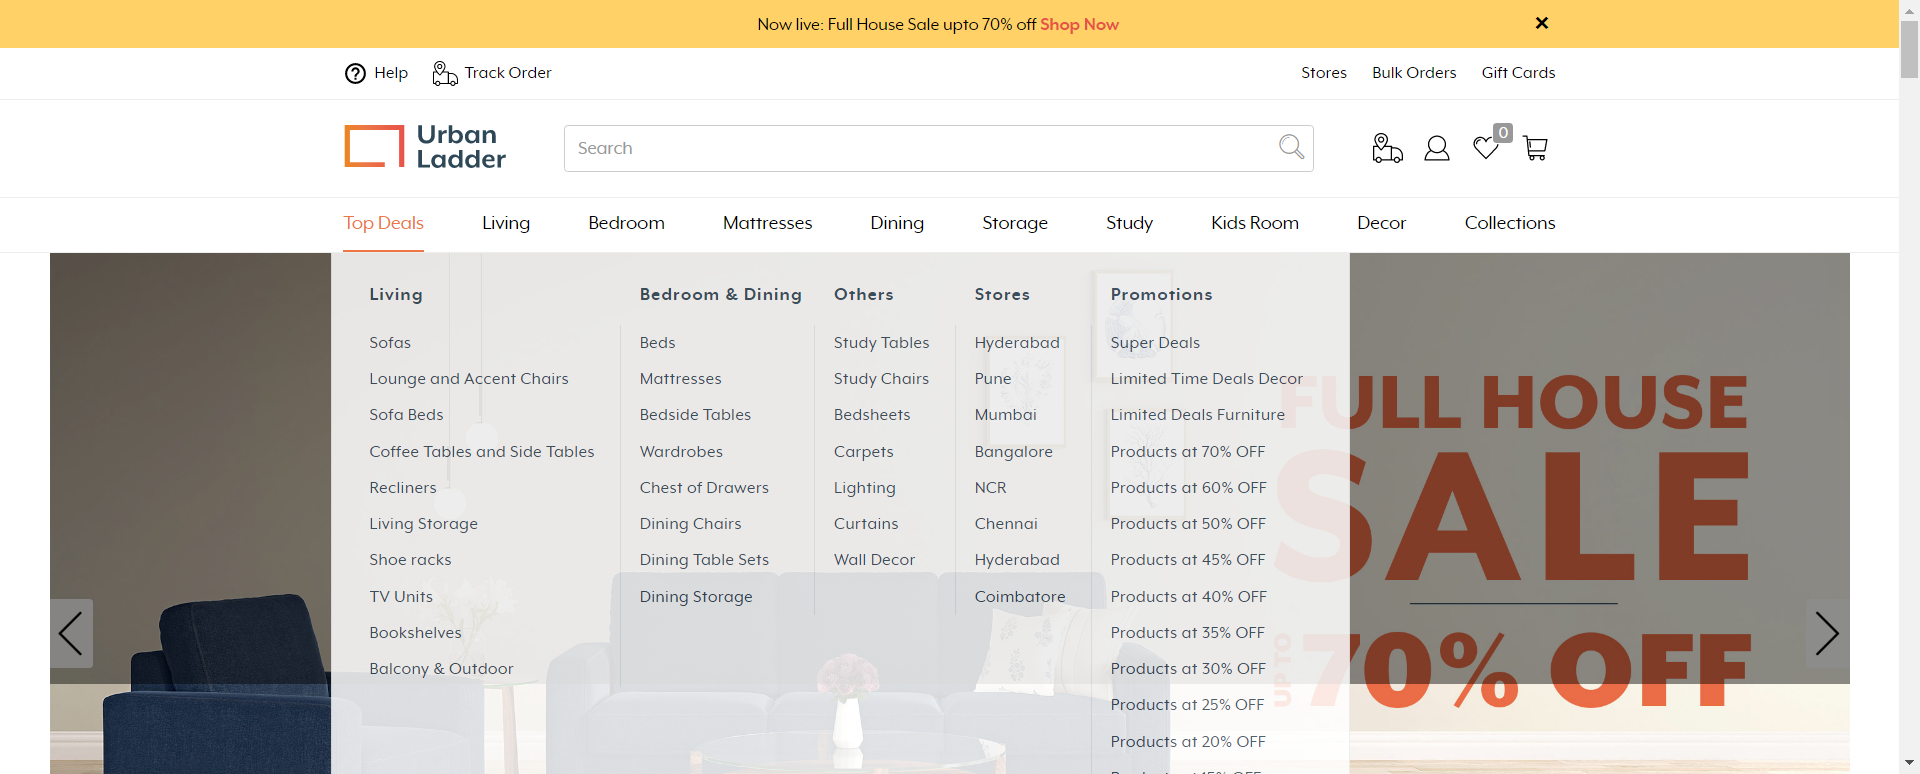 Now live: Full House Sale upto 70% off Shop Now
Help
Track Order
Stores
Bulk Orders
Gift Cards
Urban
Ladder
Search
0
Top Deals
Living
Bedroom
Mattresses
Dining
Storage
Study
Kids Room
Decor
Collections
Living
Sofas
Lounge and Accent Chairs
Sofa Beds
Coffee Tables and Side Tables
Recliners
Living Storage
Shoe racks
TV Units
Bookshelves
Balcony & Outdoor
Bedroom & Dining
Beds
Mattresses
Bedside Tables
Wardrobes
Chest of Drawers
Dining Chairs
Dining Table Sets
Dining Storage
Others
Study Tables
Study Chairs
Bedsheets
Carpets
Lighting
Curtains
Wall Decor
Stores
Hyderabad
Pune
Mumbai
Bangalore
NCR
Chennai
Hyderabad
Coimbatore
Promotions
Super Deals
Limited Time Deals Decor
Limited Deals Furniture
Products at 70% OFF
Products at 60% OFF
Products at 50% OFF
Products at 45% OFF
Products at 40% OFF
Products at 35% OFF
Products at 30% OFF
Products at 25% OFF
Products at 20% OFF
FULL HOUSE
SALE
UPTO
70% OFF